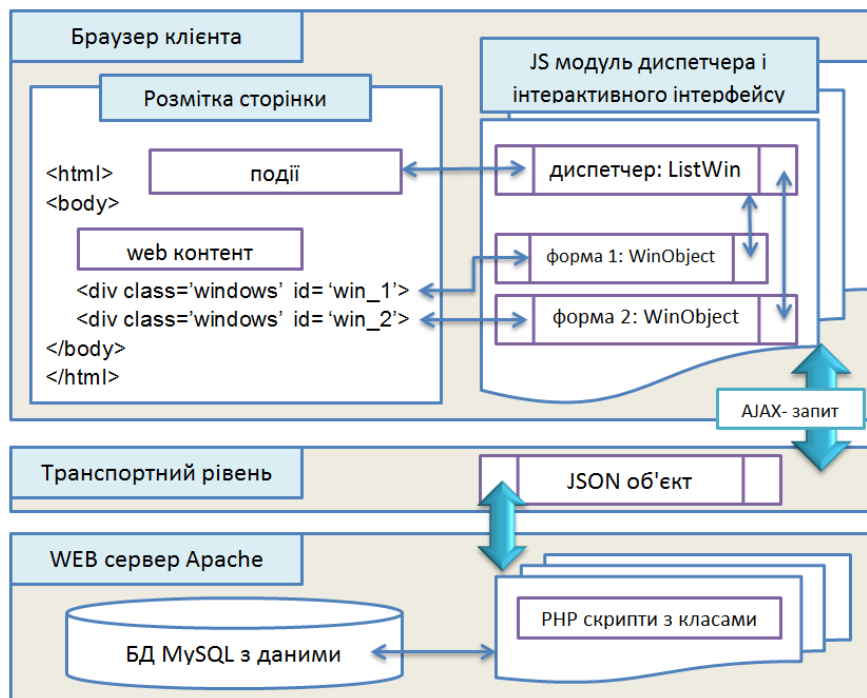 Браузер клієнта
JS модуль диспетчера і
інтерактивного інтерфейсу
Розмітка сторінки
<html>
події
<body>
web контент
<div class='windows' id= ‘win_1’>
<div class='windows' id= ‘win_2’>
</body>
</html>
диспетчер: ListWin
форма 1: WinObject
форма 2: WinObject
AJAX- запит
Транспортний рівень
JSON об'єкт
WEB сервер Apache
БД MySQL з даними
PHP скрипти з класами